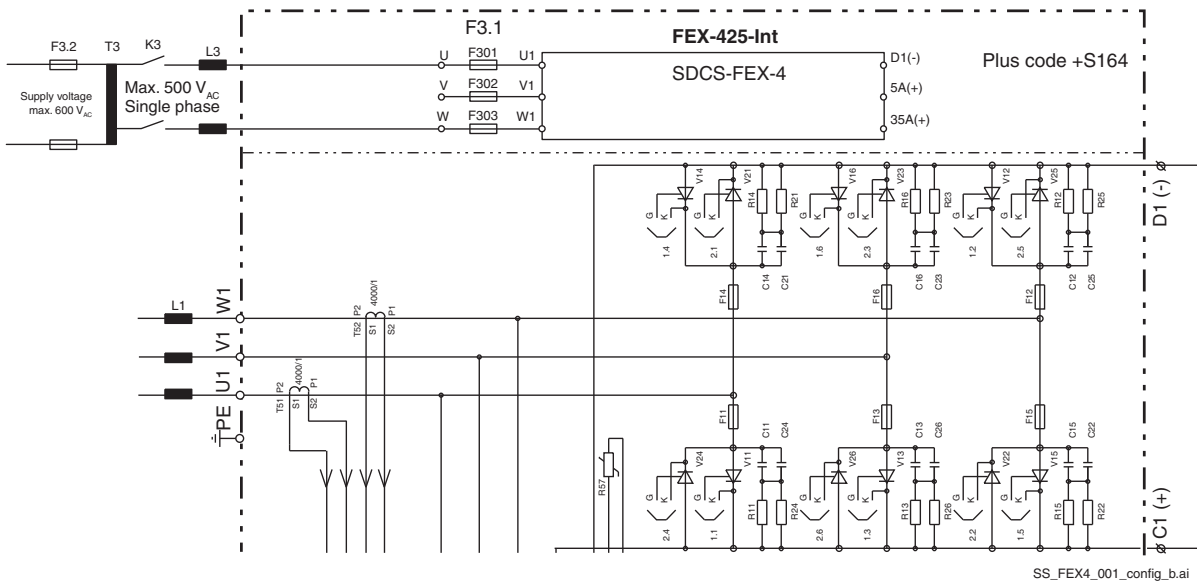 F3.1
FEX-425-Int
F3.2
T3
K3
L3
U
F301
U1
SDCS-FEX-4
D1(-)
Plus code +S164
Supply voltage
max. 600 VAC
Max. 500 VAC
Single phase
V
F302
V1
5A(+)
W
F303
W1
35A(+)
V14
V21
R14
R21
V16
V23
R16
R23
V12
V25
R12
R25
D1 (-)
G
K
G
K
G
K
G
K
G
K
G
K
1.4
2.1
1.6
2.3
1.2
2.5
C14
C21
C16
C23
C12
C25
F14
F16
F12
L1
W1
P2
4000/1
P1
T52
S1
S2
V1
U1
P2
4000/1
P1
T51
S1
S2
PE
F11
F13
F15
C11
C24
C13
C26
C15
C22
V24
V11
V26
V13
V22
V15
R57
G
K
G
K
G
K
G
K
G
K
G
K
R11
R24
R13
R26
R15
R22
2.4
1.1
2.6
1.3
2.2
1.5
C1 (+)
SS_FEX4_001_config_b.ai